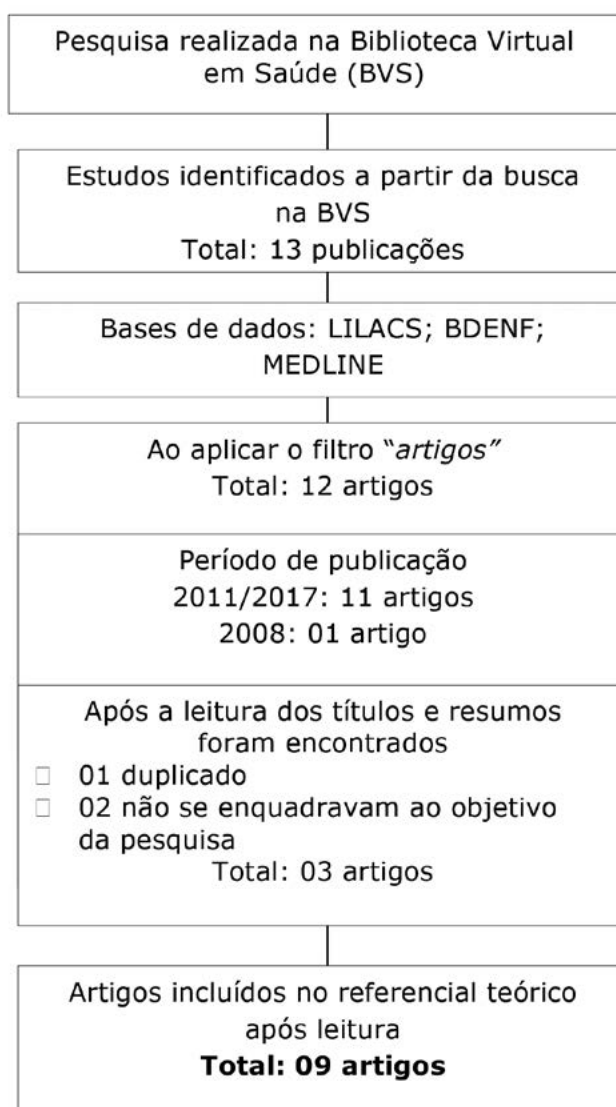 Pesquisa realizada na Biblioteca Virtual
em Saúde (BVS)
Estudos identificados a partir da busca
na BVS
Total: 13 publicações
Bases de dados: LILACS; BDENF;
MEDLINE
Ao aplicar o filtro “artigos”
Total: 12 artigos
Período de publicação
2011/2017: 11 artigos
2008: 01 artigo
Após a leitura dos títulos e resumos
foram encontrados
01 duplicado
02 não se enquadravam ao objetivo
da pesquisa
Total: 03 artigos
Artigos incluídos no referencial teórico
após leitura
Total: 09 artigos